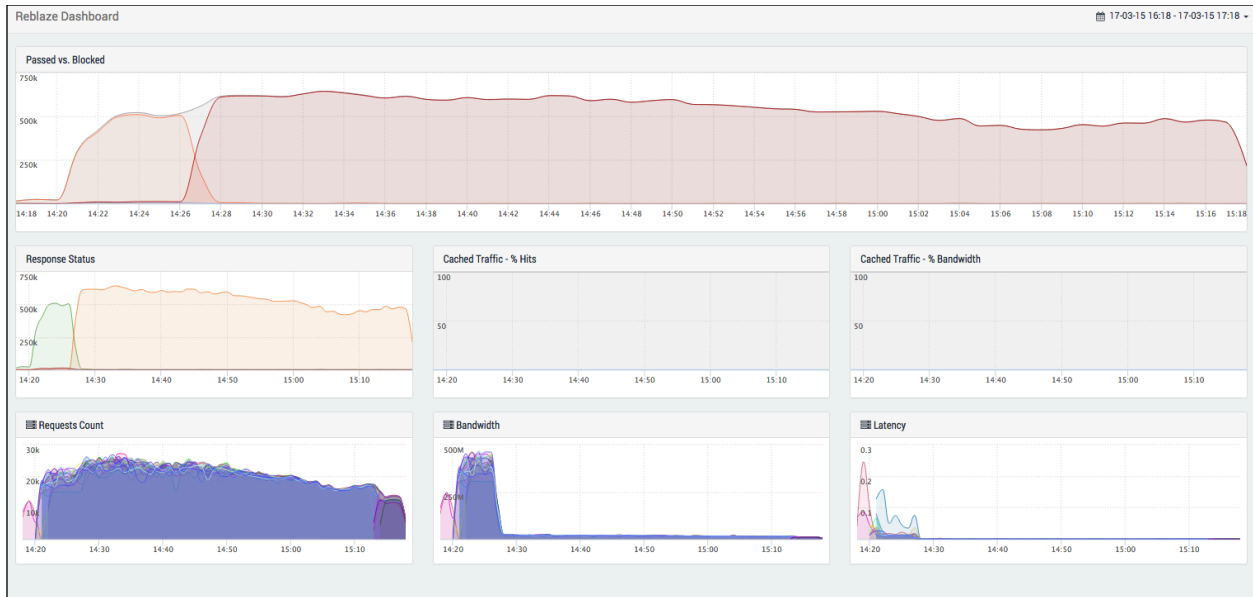 Reblaze Dashboard
17-03-15 16:18 - 17-03-15 17:18
Passed vs. Blocked
750k
500k
250k
14:18 14:20 14:22 14:24 14:26 14:28 14:30 14:32 14:34 14:36 14:38 14:40 14:42 14:44 14:46 14:48 14:50 14:52 14:54 14:56 14:58 15:00 15:02 15:04 15:06 15:08 15:10 15:12 15:14 15:16 15:18
Response Status
750k
500k
250k
14:20 14:30 14:40 14:50 15:00 15:10
Cached Traffic - % Hits
100
50
14:20 14:30 14:40 14:50 15:00 15:10
Cached Traffic - % Bandwidth
100
50
14:20 14:30 14:40 14:50 15:00 15:10
Requests Count
30k
20k
10k
14:20 14:30 14:40 14:50 15:00 15:10
Bandwidth
500M
250M
14:20 14:30 14:40 14:50 15:00 15:10
Latency
0.3
0.2
0.1
14:20 14:30 14:40 14:50 15:00 15:10